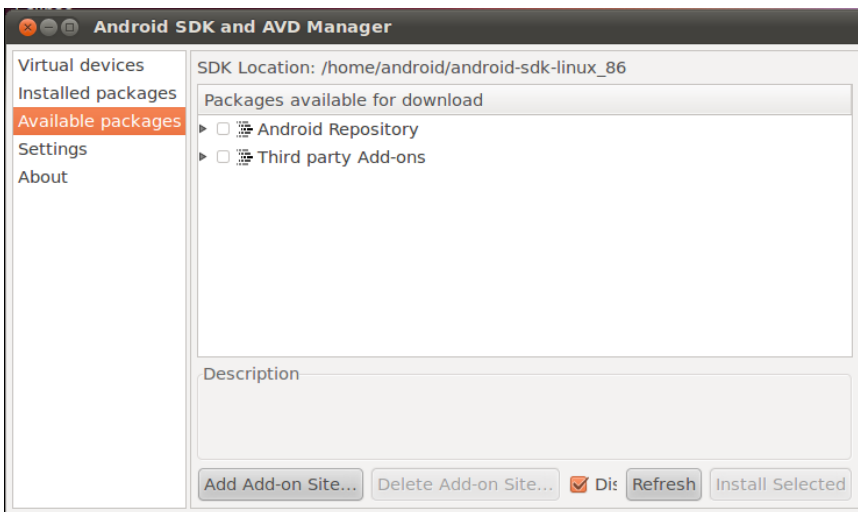 Android SDK and AVD Manager
Virtual devices
Installed packages
Available packages
Settings
About
SDK Location: /home/android/android-sdk-linux_86
Packages available for download
Android Repository
Third party Add-ons
Description
Add Add-on Site... Delete Add-on Site... Dis Refresh Install Selected